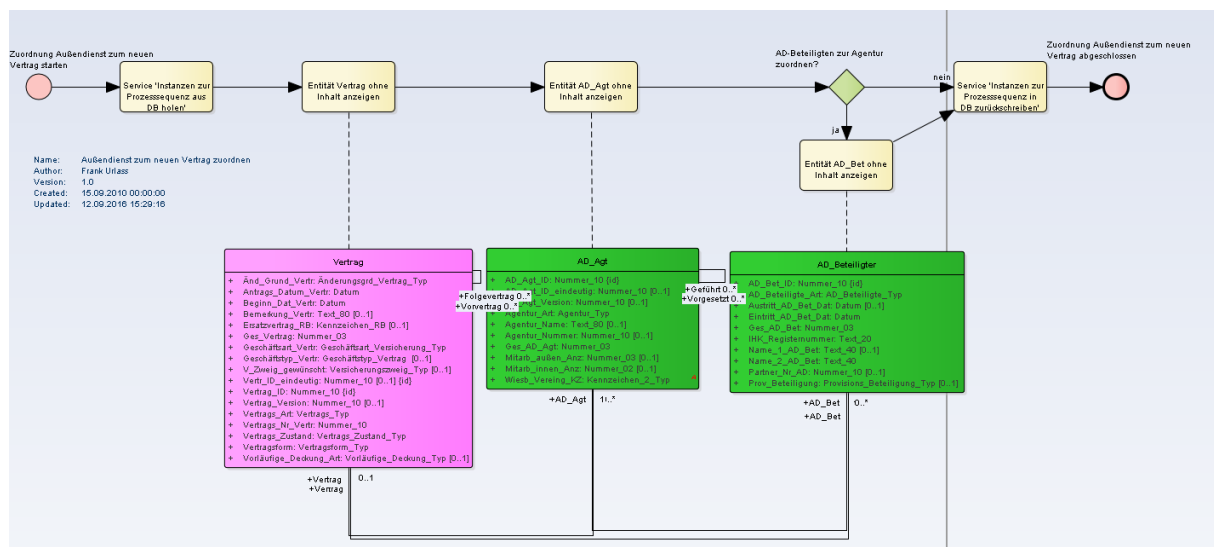 Zuordnung Außendienst zum neuen
Vertrag starten
Service 'Instanzen zur
Prozesssequenz aus
DB holen'
Entität Vertrag ohne
Inhalt anzeigen
Entität AD_Agt ohne
Inhalt anzeigen
AD-Beteiligten zur Agentur
zuordnen?
nein
ja
Entität AD_Bet ohne
Inhalt anzeigen
Service 'Instanzen zur
Prozesssequenz in
DB zurückschreiben'
Zuordnung Außendienst zum neuen
Vertrag abgeschlossen
Name: Außendienst zum neuen Vertrag zuordnen
Author: Frank Urlass
Version: 1.0
Created: 15.09.2010 00:00:00
Updated: 12.09.2016 15:29:16
Vertrag
+ Änd_Grund_Vertr: Änderungsgrd_Vertrag_Typ
+ Antrags_Datum_Vertr: Datum
+ Beginn_Dat_Vertr: Datum
+ Bemerkung_Vertr: Text_80 [0..1]
+ Ersatzvertrag_RB: Kennzeichen_RB [0..1]
+ Ges_Vertrag: Nummer_03
+ Geschäftsart_Vertr: Geschäftsart_Versicherung_Typ
+ Geschäftstyp_Vertr: Geschäftstyp_Vertrag [0..1]
+ V_Zweig_gewünscht: Versicherungszweig_Typ [0..1]
+ Vertr_ID_eindeutig: Nummer_10 [0..1] {id}
+ Vertrag_ID: Nummer_10 {id}
+ Vertrag_Version: Nummer_10 [0..1]
+ Vertrags_Art: Vertrags_Typ
+ Vertrags_Nr_Vertr: Nummer_10
+ Vertrags_Zustand: Vertrags_Zustand_Typ
+ Vertragsform: Vertragsform_Typ
+ Vorläufige_Deckung_Art: Vorläufige_Deckung_Typ [0..1]
+Folgevertrag 0..*
+Vorvertrag 0..*
+Vertrag 0..1
+Vertrag
AD_Agt
+ AD_Agt_ID: Nummer_10 {id}
_ID_eindeutig: Nummer_10 [0..1]
_Version: Nummer_10 [0..1]
Agentur_Art: Agentur_Typ
+ Agentur_Name: Text_80 [0..1]
+ Agentur_Nummer: Nummer_10 [0..1]
+ Ges_AD_Agt: Nummer_03
+ Mitarb_außen_Anz: Nummer_03 [0..1]
+ Mitarb_innen_Anz: Nummer_02 [0..1]
+ Wiesb_Vereing_KZ: Kennzeichen_2_Typ
+Geführt 0..*
+Vorgesetzt 0..*
+AD_Agt
AD_Beteiligter
+ AD_Bet_ID: Nummer_10 {id}
AD_Beteiligte_Art: AD_Beteiligte_Typ
Austritt_AD_Bet_Dat: Datum [0..1]
+ Eintritt_AD_Bet_Dat: Datum
+ Ges_AD_Bet: Nummer_03
+ IHK_Registernummer: Text_20
+ Name_1_AD_Bet: Text_40 [0..1]
+ Name_2_AD_Bet: Text_40
+ Partner_Nr_AD: Nummer_10 [0..1]
+ Prov_Beteiligung: Provisions_Beteiligung_Typ [0..1]
+AD_Bet 0..*
+AD_Bet